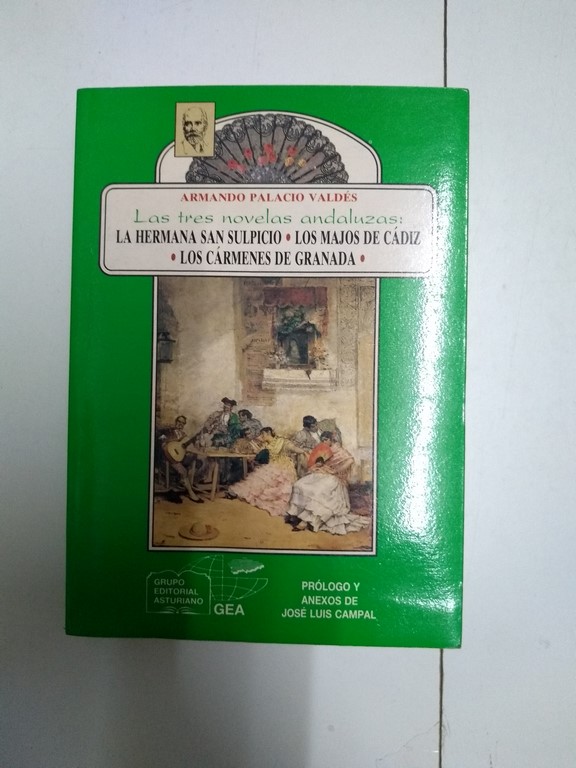 ARMANDO PALACIO VALDÉS
Las tres novelas andaluzas:
LA HERMANA SAN SULPICIO • LOS MAJOS DE CÁDIZ
• LOS CÁRMENES DE GRANADA •
GRUPO
EDITORIAL
ASTURIANO
GEA
PRÓLOGO Y
ANEXOS DE
JOSÉ LUIS CAMPAL